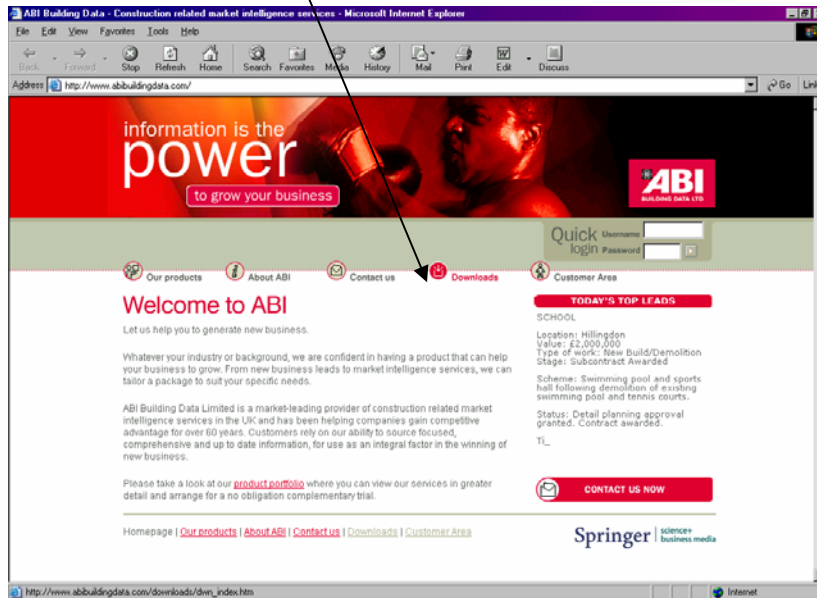 ABI Building Data - Construction related market intelligence services - Microsoft Internet Explorer
File Edit View Favorites Tools Help
Back Forward Stop Refresh Home Search Favorites Media History Mail Print Edit Discuss
Address http://www.abibuildingdata.com/ Go Link
information is the
power
to grow your business
ABI
BUILDING DATA LTD
Quick Username
login Password
Our products About ABI Contact us Downloads Customer Area
Welcome to ABI
Let us help you to generate new business.
Whatever your industry or background, we are confident in having a product that can help
your business to grow. From new business leads to market intelligence services, we can
tailor a package to suit your specific needs.
ABI Building Data Limited is a market-leading provider of construction related market
intelligence services in the UK and has been helping companies gain competitive
advantage for over 60 years. Customers rely on our ability to source focused,
comprehensive and up to date information, for use as an integral factor in the winning of
new business.
Please take a look at our product portfolio where you can view our services in greater
detail and arrange for a no obligation complementary trial.
TODAY'S TOP LEADS
SCHOOL
Location: Hillingdon
Value: £2,000,000
Type of work: New Build/Demolition
Stage: Subcontract Awarded
Scheme: Swimming pool and sports
hall following demolition of existing
swimming pool and tennis courts.
Status: Detail planning approval
granted. Contract awarded.
Ti_
CONTACT US NOW
Homepage | Our products | About ABI | Contact us | Downloads | Customer Area
Springer science+
business media
http://www.abibuildingdata.com/downloads/dwn_index.htm Internet